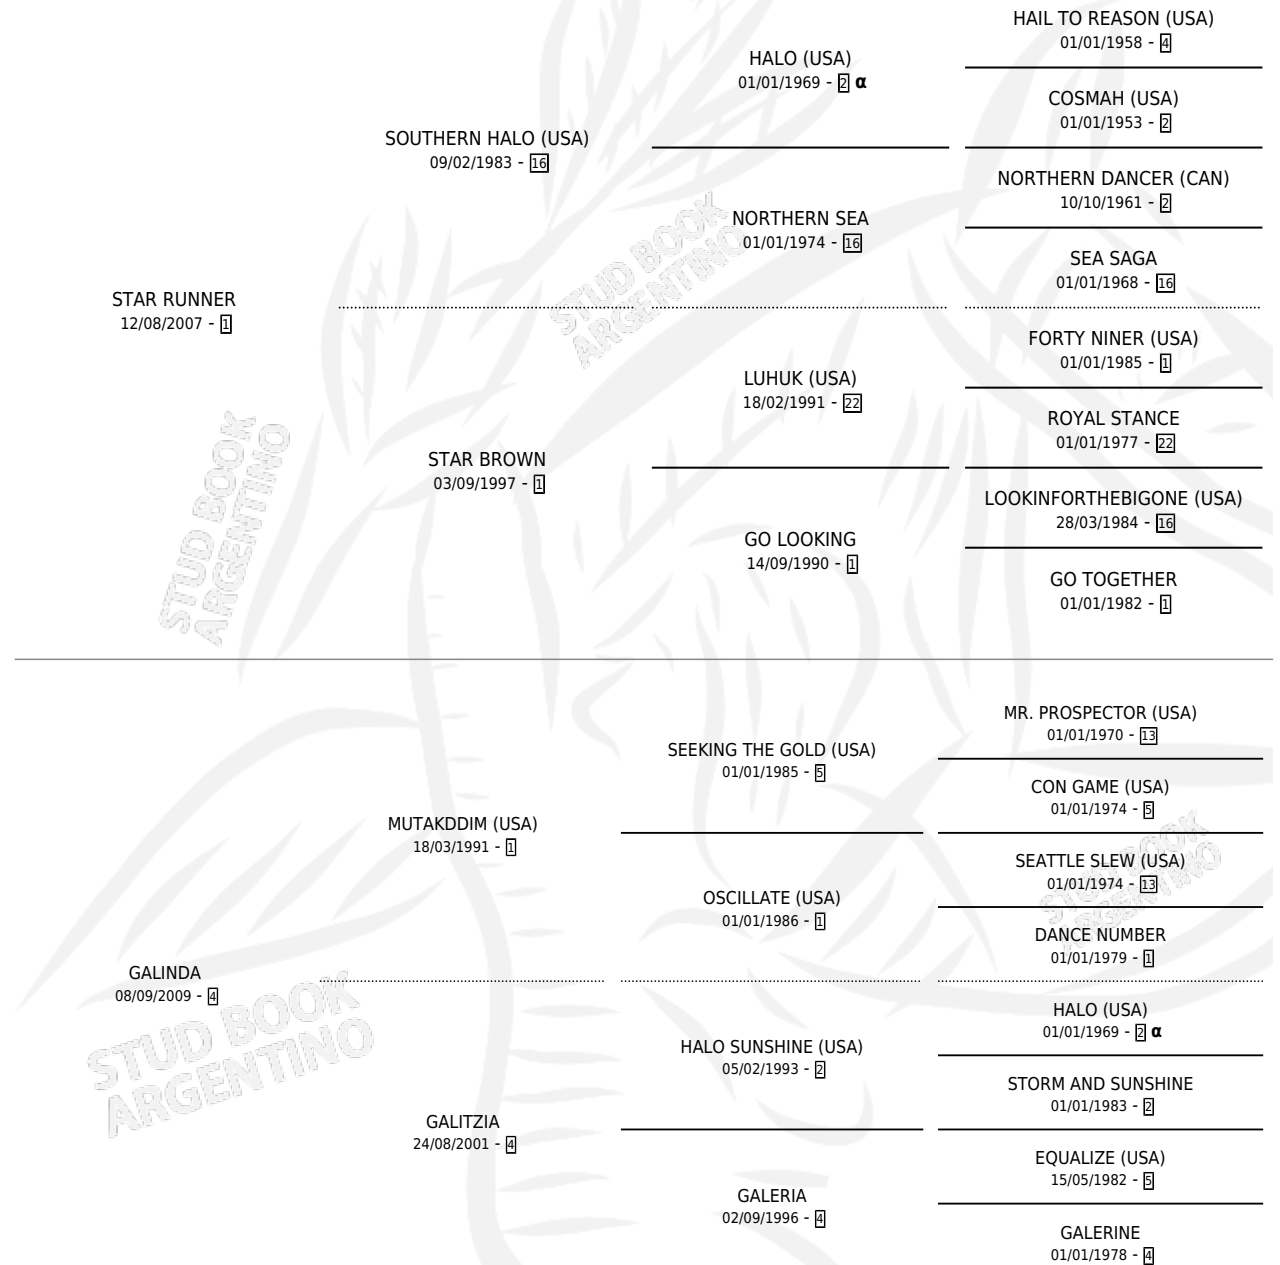 HAIL TO REASON (USA)
01/01/1958 - 4
HALO (USA)
01/01/1969 - 2 α
COSMAH (USA)
01/01/1953 - 2
SOUTHERN HALO (USA)
09/02/1983 - 16
NORTHERN DANCER (CAN)
10/10/1961 - 2
NORTHERN SEA
01/01/1974 - 16
SEA SAGA
01/01/1968 - 16
STAR RUNNER
12/08/2007 - 1
FORTY NINER (USA)
01/01/1985 - 1
LUHUK (USA)
18/02/1991 - 22
ROYAL STANCE
01/01/1977 - 22
STAR BROWN
03/09/1997 - 1
LOOKINFORTHEBIGONE (USA)
28/03/1984 - 16
GO LOOKING
14/09/1990 - 1
GO TOGETHER
01/01/1982 - 1
STUD BOOK
ARGENTINO
STUD BOOK
ARGENTINO
MR. PROSPECTOR (USA)
01/01/1970 - 13
SEEKING THE GOLD (USA)
01/01/1985 - 5
CON GAME (USA)
01/01/1974 - 5
MUTAKDDIM (USA)
18/03/1991 - 1
SEATTLE SLEW (USA)
01/01/1974 - 13
OSCILLATE (USA)
01/01/1986 - 1
DANCE NUMBER
01/01/1979 - 1
GALINDA
08/09/2009 - 4
HALO (USA)
01/01/1969 - 2 α
HALO SUNSHINE (USA)
05/02/1993 - 2
STORM AND SUNSHINE
01/01/1983 - 2
GALITZIA
24/08/2001 - 4
EQUALIZE (USA)
15/05/1982 - 5
GALERIA
02/09/1996 - 4
GALERINE
01/01/1978 - 4
STUD BOOK
ARGENTINO
STUD BOOK
ARGENTINO